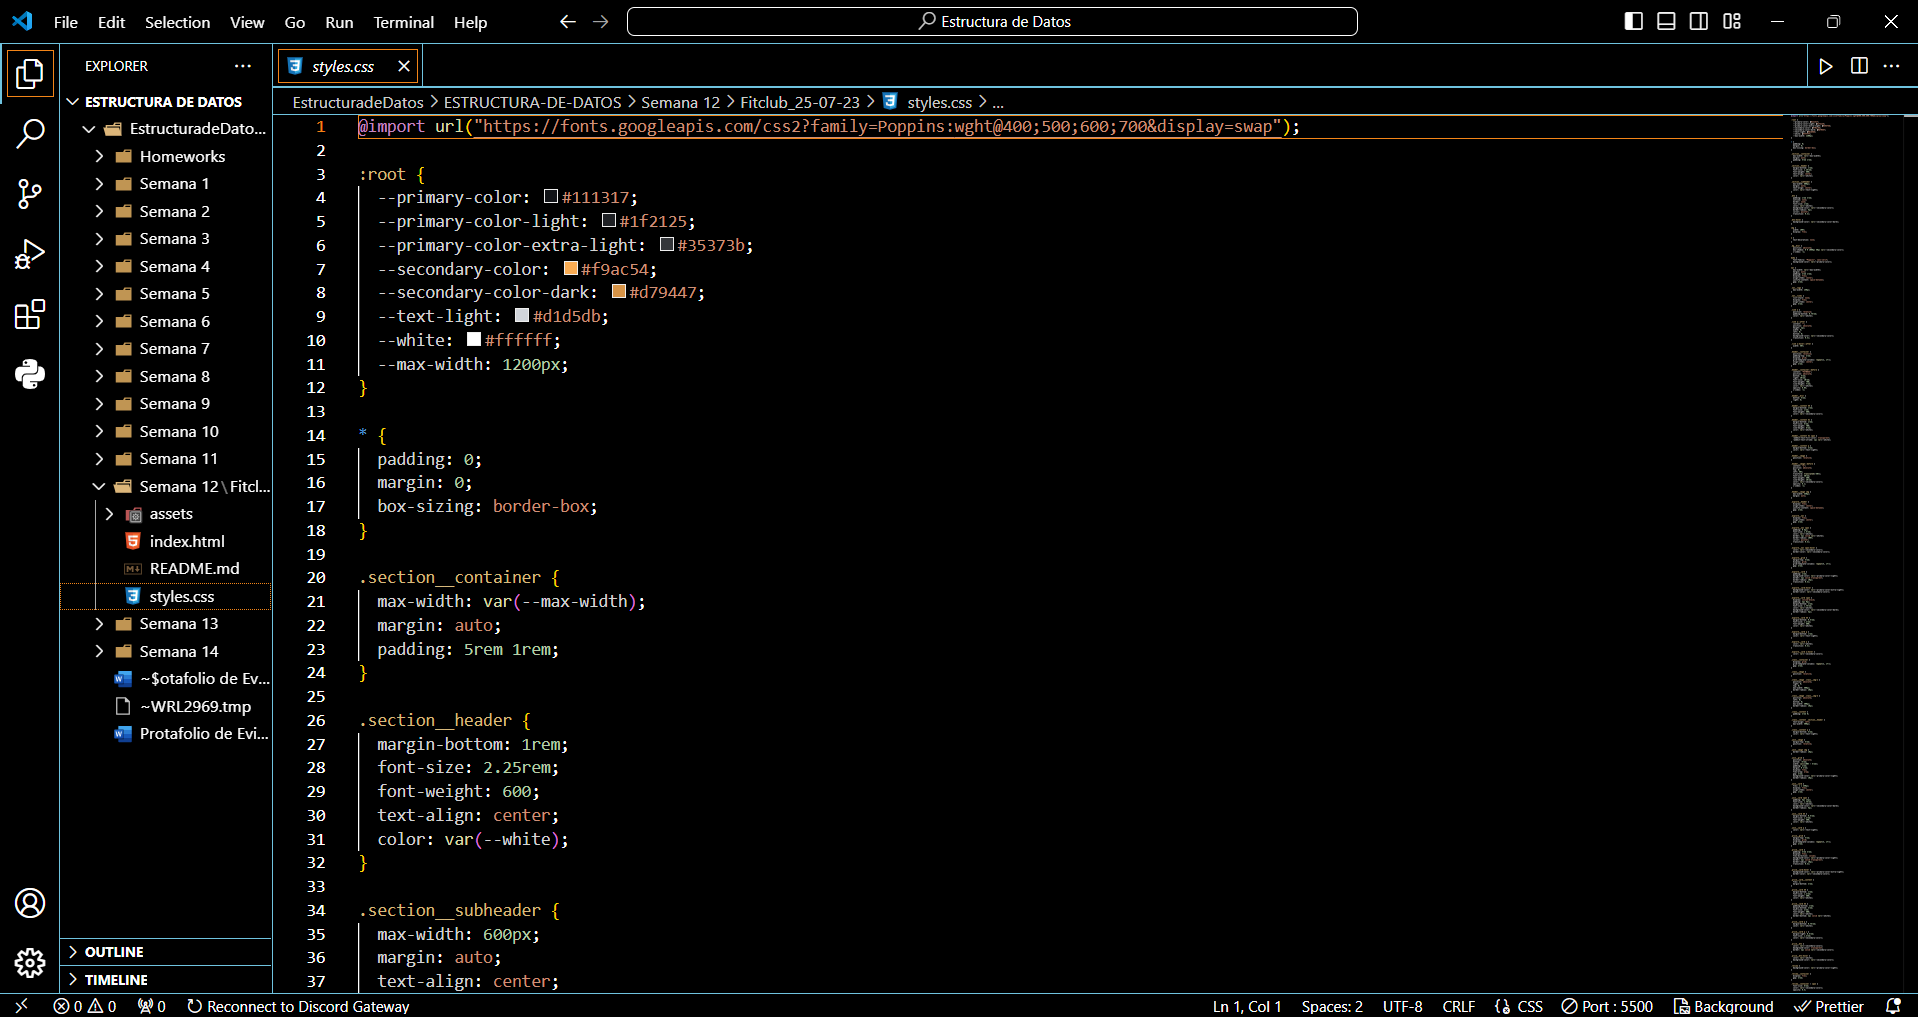 File Edit Selection View Go Run Terminal Help
Estructura de Datos
EXPLORER
ESTRUCTURA DE DATOS
EstructuradeDato...
Homeworks
Semana 1
Semana 2
Semana 3
Semana 4
Semana 5
Semana 6
Semana 7
Semana 8
Semana 9
Semana 10
Semana 11
Semana 12\Fitcl...
assets
index.html
README.md
styles.css
Semana 13
Semana 14
~$otafolio de Ev...
~WRL2969.tmp
Protafolio de Evi...
OUTLINE
TIMELINE
styles.css
EstructuradeDatos > ESTRUCTURA-DE-DATOS > Semana 12 > Fitclub_25-07-23 > styles.css > ...
1 @import url("https://fonts.googleapis.com/css2?family=Poppins:wght@400;500;600;700&display=swap");
2
3 :root {
4 --primary-color: #111317;
5 --primary-color-light: #1f2125;
6 --primary-color-extra-light: #35373b;
7 --secondary-color: #f9ac54;
8 --secondary-color-dark: #d79447;
9 --text-light: #d1d5db;
10 --white: #ffffff;
11 --max-width: 1200px;
12 }
13
14 * {
15 padding: 0;
16 margin: 0;
17 box-sizing: border-box;
18 }
19
20 .section__container {
21 max-width: var(--max-width);
22 margin: auto;
23 padding: 5rem 1rem;
24 }
25
26 .section__header {
27 margin-bottom: 1rem;
28 font-size: 2.25rem;
29 font-weight: 600;
30 text-align: center;
31 color: var(--white);
32 }
33
34 .section__subheader {
35 max-width: 600px;
36 margin: auto;
37 text-align: center;
0 0 0 Reconnect to Discord Gateway Ln 1, Col 1 Spaces: 2 UTF-8 CRLF {} CSS Port : 5500 Background Prettier